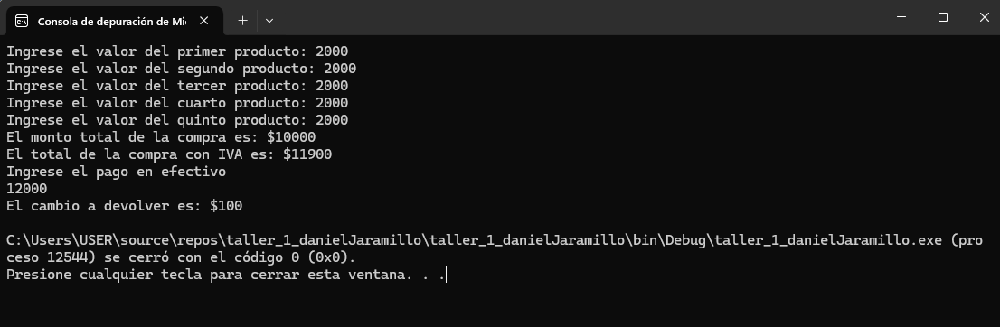 Consola de depuración de Mi
Ingrese el valor del primer producto: 2000
Ingrese el valor del segundo producto: 2000
Ingrese el valor del tercer producto: 2000
Ingrese el valor del cuarto producto: 2000
Ingrese el valor del quinto producto: 2000
El monto total de la compra es: $10000
El total de la compra con IVA es: $11900
Ingrese el pago en efectivo
12000
El cambio a devolver es: $100
C:\Users\USER\source\repos\taller_1_danielJaramillo\taller_1_danielJaramillo\bin\Debug\taller_1_danielJaramillo.exe (pro
ceso 12544) se cerró con el código 0 (0x0).
Presione cualquier tecla para cerrar esta ventana. . .